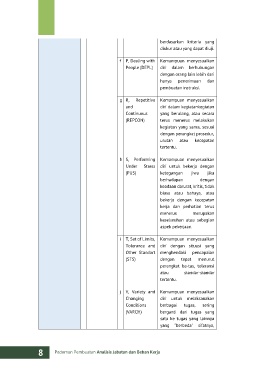 berdasarkan kriteria yang
diukur atau yang dapat diuji.
f P, Dealing with People (DEPL)
Kemampuan menyesuaikan
diri dalam berhubungan
dengan orang lain lebih dari
hanya penerimaan dan
pembuatan instruksi.
g R, Repetitive and Continuous (REPCON)
Kemampuan menyesuaikan
diri dalam kegiatan-kegiatan
yang berulang, atau secara
terus menerus melakukan
kegiatan yang sama, sesuai
dengan perangkat prosedur,
urutan atau kecepatan
tertentu.
h S, Performing Under Stress (PUS)
Kemampuan menyesuaikan
diri untuk bekerja dengan
ketegangan jiwa jika
berhadapan dengan
keadaan darurat, kritis, tidak
biasa atau bahaya, atau
bekerja dengan kecepatan
kerja dan perhatian terus
menerus merupakan
keseluruhan atau sebagian
aspek pekerjaan.
i T, Set of Limits, Tolerance and Other Standart (STS)
Kemampuan menyesuaikan
diri dengan situasi yang
menghendaki pencapaian
dengan tepat menurut
perangkat batas, toleransi
atau standar-standar
tertentu.
j V, Variety and Changing Conditions (VARCH)
Kemampuan menyesuaikan
diri untuk melaksanakan
berbagai tugas, sering
berganti dari tugas yang
satu ke tugas yang lainnya
yang "berbeda" sifatnya,
8 Pedoman Pembuatan Analisis Jabatan dan Beban Kerja